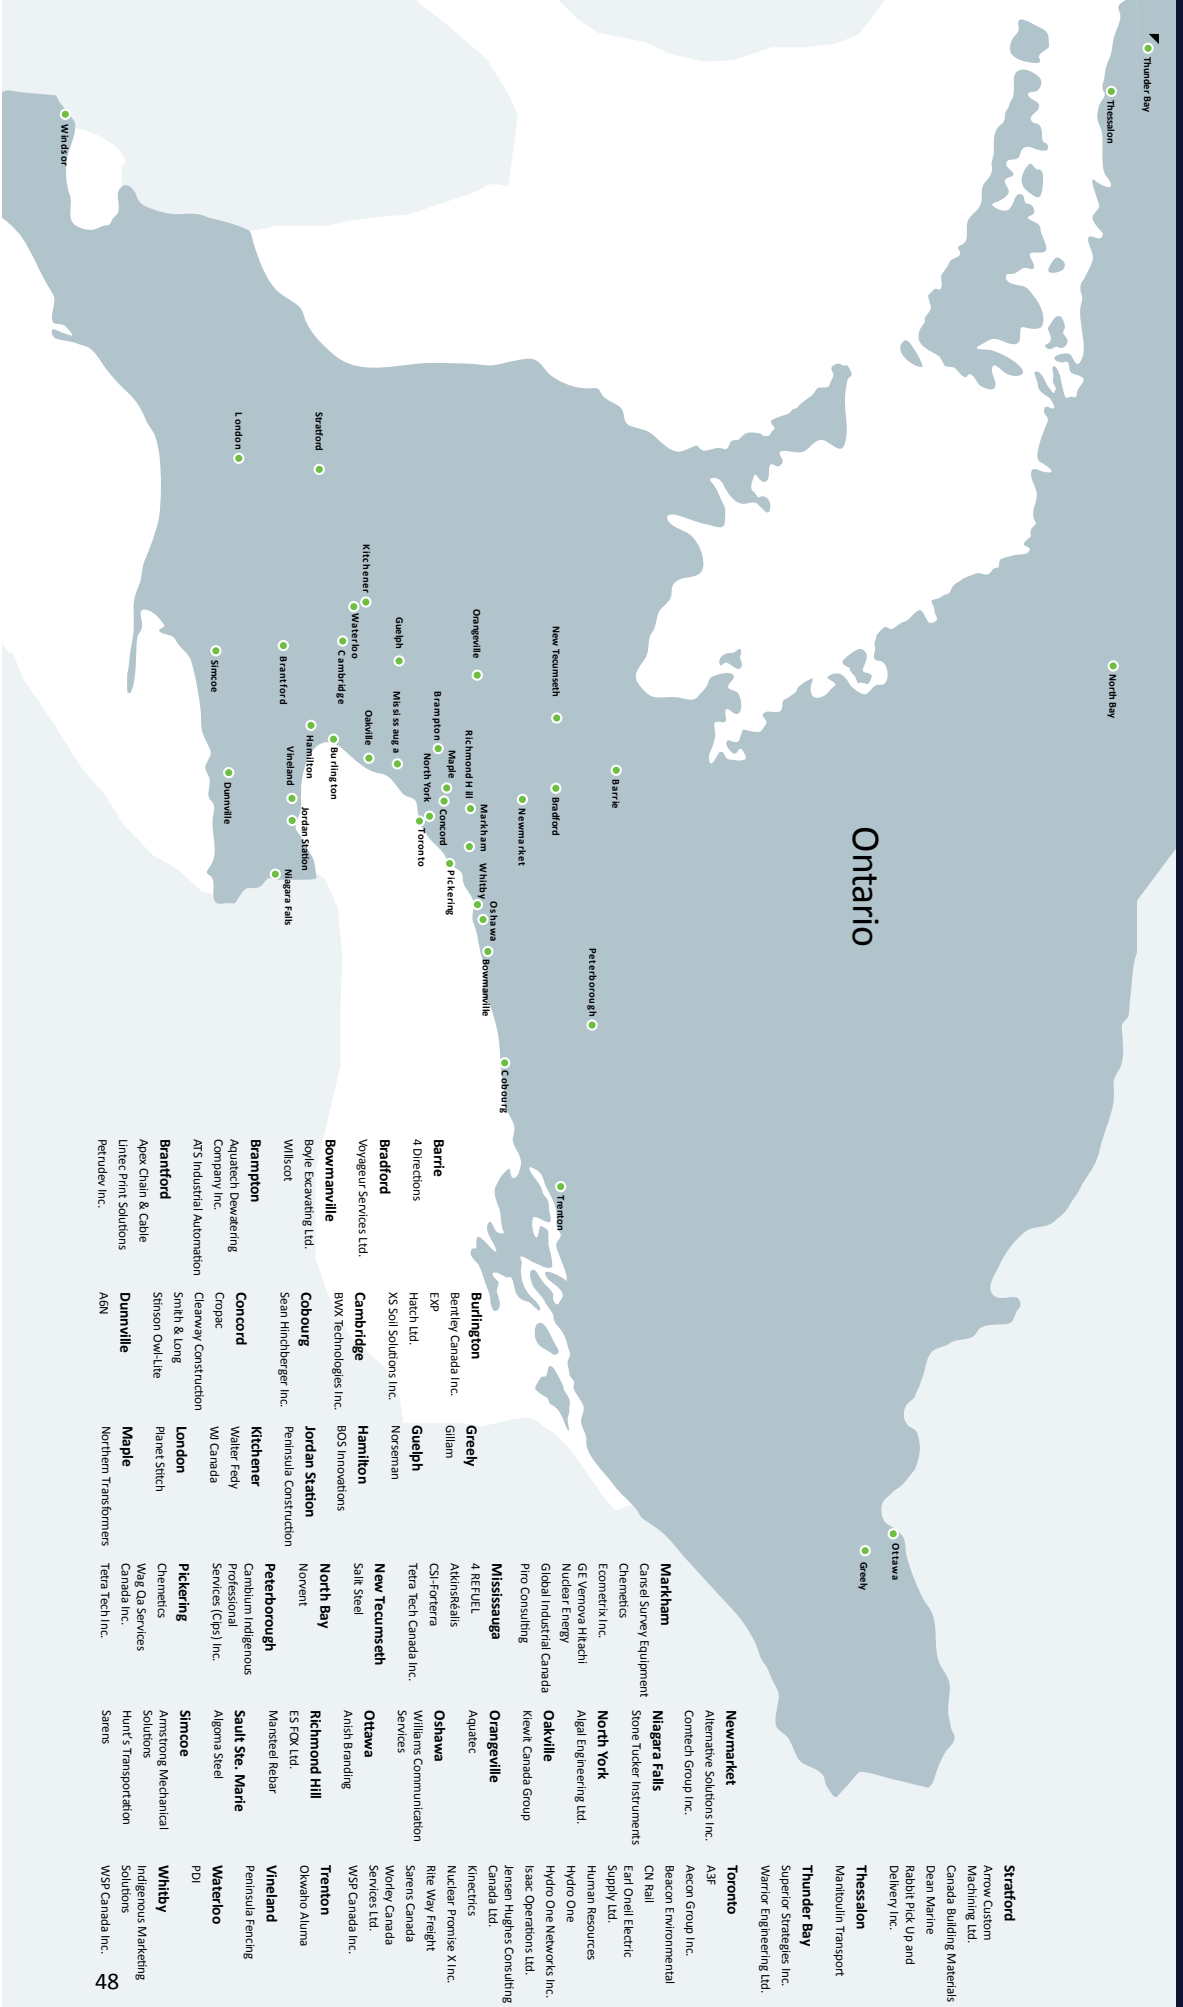 Thunder Bay
Thessalon
North Bay
Ontario
Ottawa
Greely
Windsor
London
Stratford
Kitchener
Waterloo
Cambridge
Guelph
Orangeville
New Tecumseth
Barrie
Bradford
Newmarket
Richmond Hill
Markham
Brampton
Maple
Concord
North York
Toronto
Mississauga
Oakville
Burlington
Hamilton
Brantford
Simcoe
Dunnville
Vineland
Jordan Station
Niagara Falls
Pickering
Whitby
Oshawa
Bowmanville
Peterborough
Cobourg
Trenton
Barrie
4 Directions
Bradford
Voyageur Services Ltd.
Bowmanville
Boyle Excavating Ltd.
WIllscot
Brampton
Aquatech Dewatering
Company Inc.
ATS Industrial Automation
Brantford
Apex Chain & Cable
Lintec Print Solutions
Petrudev Inc.
Burlington
Bentley Canada Inc.
EXP
Hatch Ltd.
XS Soil Solutions Inc.
Cambridge
BWX Technologies Inc.
Cobourg
Sean Hinchberger Inc.
Concord
Cropac
Clearway Construction
Smith & Long
Stinson Owl-Lite
Dunnville
A6N
Greely
Gillam
Guelph
Norseman
Hamilton
BOS Innovations
Jordan Station
Peninsula Construction
Kitchener
Walter Fedy
WJ Canada
London
Planet Stitch
Maple
Northern Transformers
Markham
Cansel Survey Equipment
Chemetics
Ecometrix Inc.
GE Vernova Hitachi
Nuclear Energy
Global Industrial Canada
Piro Consulting
Mississauga
4 REFUEL
AtkinsRéalis
CSI-Forterra
Tetra Tech Canada Inc.
New Tecumseth
Salit Steel
North Bay
Norvent
Peterborough
Cambium Indigenous
Professional
Services (Cips) Inc.
Pickering
Chemetics
Wag Qa Services
Canada Inc.
Tetra Tech Inc.
Newmarket
Alternative Solutions Inc.
Comtech Group Inc.
Niagara Falls
Stone Tucker Instruments
North York
Algal Engineering Ltd.
Oakville
Kiewit Canada Group
Orangeville
Aquatec
Oshawa
Williams Communication
Services
Ottawa
Anish Branding
Richmond Hill
ES FOX Ltd.
Mansteel Rebar
Sault Ste. Marie
Algoma Steel
Simcoe
Armstrong Mechanical
Solutions
Hunt's Transportation
Sarens
Stratford
Arrow Custom
Machining Ltd.
Canada Building Materials
Dean Marine
Rabbit Pick Up and
Delivery Inc.
Thessalon
Manitoulin Transport
Thunder Bay
Superior Strategies Inc.
Warrior Engineering Ltd.
Toronto
A3F
Aecon Group Inc.
Beacon Environmental
CN Rail
Earl Oneil Electric
Supply Ltd.
Human Resources
Hydro One
Hydro One Networks Inc.
Isaac Operations Ltd.
Jensen Hughes Consulting
Canada Ltd.
Kinectrics
Nuclear Promise X Inc.
Rite Way Freight
Sarens Canada
Worley Canada
Services Ltd.
WSP Canada Inc.
Trenton
Okwaho Aluma
Vineland
Peninsula Fencing
Waterloo
PDI
Whitby
Indigenous Marketing
Solutions
WSP Canada Inc.
48